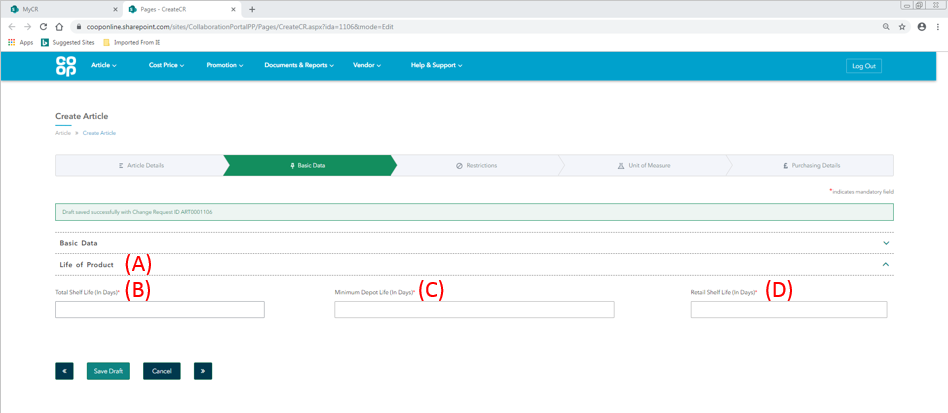 MyCR
Pages - CreateCR
cooponline.sharepoint.com/sites/CollaborationPortalPP/Pages/CreateCR.aspx?ida=1106&mode=Edit
Apps Suggested Sites Imported From IE
CO
OP
Article Cost Price Promotion Documents & Reports Vendor Help & Support Log Out
Create Article
Article » Create Article
Article Details Basic Data Restrictions Unit of Measure £ Purchasing Details
* indicates mandatory field
Draft saved successfully with Change Request ID ART0001106
Basic Data
Life of Product (A)
Total Shelf Life (In Days)* (B) Minimum Depot Life (In Days)* (C) Retail Shelf Life (In Days)* (D)
« Save Draft Cancel »